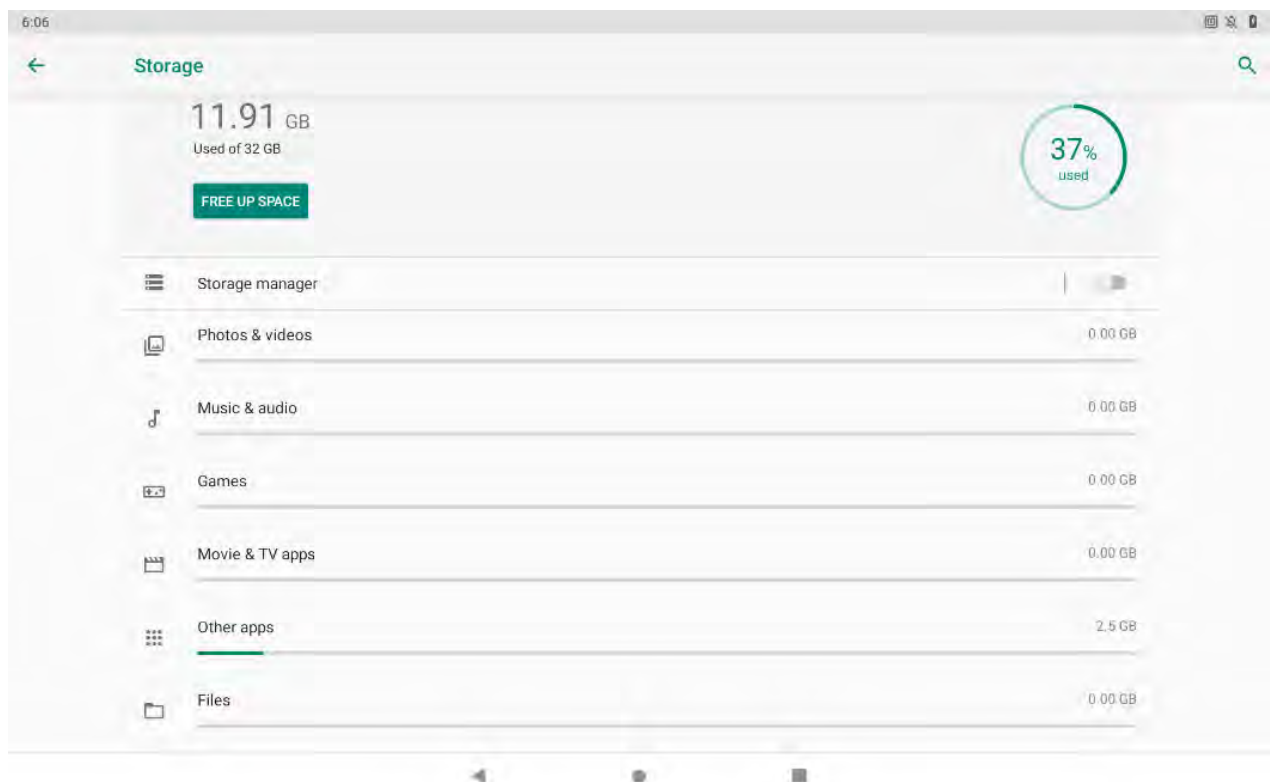 6:06
Storage
11.91 GB
Used of 32 GB
37%
used
FREE UP SPACE
Storage manager
Photos & videos 0.00 GB
Music & audio 0.00 GB
Games 0.00 GB
Movie & TV apps 0.00 GB
Other apps 2.5 GB
Files 0.00 GB